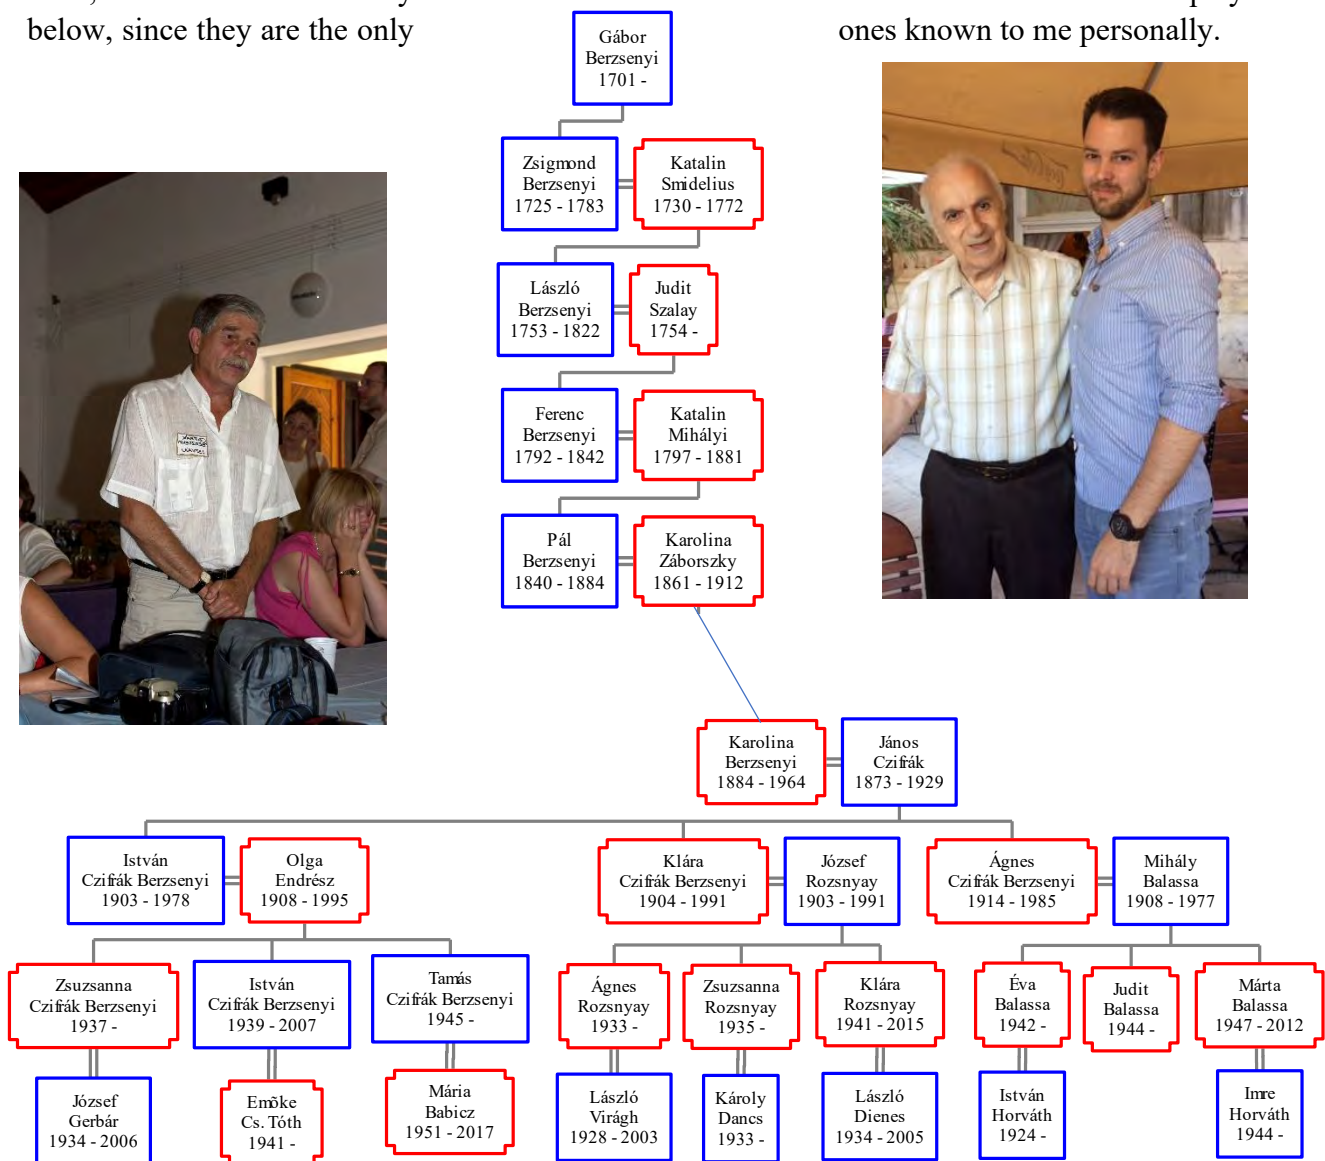 below, since they are the only
ones known to me personally.
Gábor
Berzsenyi
1701 -
Zsigmond
Berzsenyi
1725 - 1783
Katalin
Smidelius
1730 - 1772
László
Berzsenyi
1753 - 1822
Judit
Szalay
1754 -
Ferenc
Berzsenyi
1792 - 1842
Katalin
Mihályi
1797 - 1881
Pál
Berzsenyi
1840 - 1884
Karolina
Záborszky
1861 - 1912
Karolina
Berzsenyi
1884 - 1964
János
Czifrák
1873 - 1929
István
Czifrák Berzsenyi
1903 - 1978
Olga
Endrész
1908 - 1995
Klára
Czifrák Berzsenyi
1904 - 1991
József
Rozsnyay
1903 - 1991
Ágnes
Czifrák Berzsenyi
1914 - 1985
Mihály
Balassa
1908 - 1977
Zsuzsanna
Czifrák Berzsenyi
1937 -
István
Czifrák Berzsenyi
1939 - 2007
Tamás
Czifrák Berzsenyi
1945 -
Ágnes
Rozsnyay
1933 -
Zsuzsanna
Rozsnyay
1935 -
Klára
Rozsnyay
1941 - 2015
Éva
Balassa
1942 -
Judit
Balassa
1944 -
Márta
Balassa
1947 - 2012
József
Gerbár
1934 - 2006
Emõke
Cs. Tóth
1941 -
Mária
Babicz
1951 - 2017
László
Virágh
1928 - 2003
Károly
Dancs
1933 -
László
Dienes
1934 - 2005
István
Horváth
1924 -
Imre
Horváth
1944 -